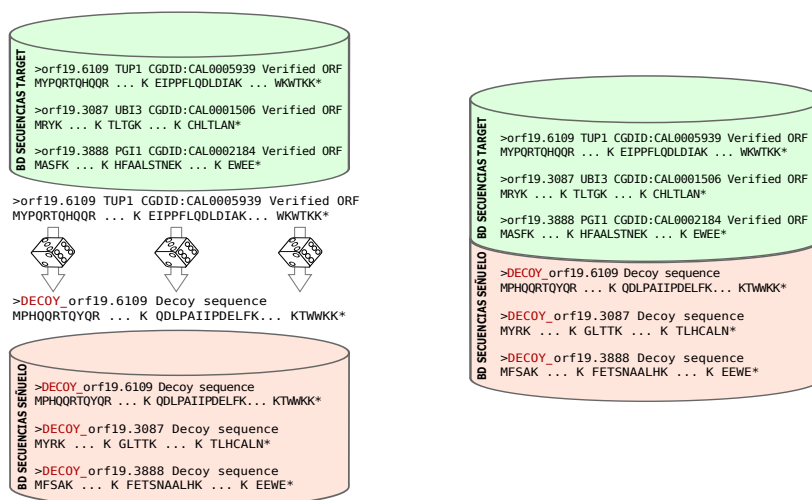 BD SECUENCIAS TARGET
>orf19.6109 TUP1 CGDID:CAL0005939 Verified ORF
MYPQRTQHQQR ... K EIPPFLQDLDIAK ... WKWTKK*
>orf19.3087 UBI3 CGDID:CAL0001506 Verified ORF
MRYK ... K TLTGK ... K CHLTLAN*
>orf19.3888 PGI1 CGDID:CAL0002184 Verified ORF
MASFK ... K HFAALSTNEK ... K EWEE*
>orf19.6109 TUP1 CGDID:CAL0005939 Verified ORF
MYPQRTQHQQR ... K EIPPFLQDLDIAK... WKWTKK*
>DECOY_orf19.6109 Decoy sequence
MPHQQRTQYQR ... K QDLPAIIPDELFK... KTWWKK*
BD SECUENCIAS SEÑUELO
>DECOY_orf19.6109 Decoy sequence
MPHQQRTQYQR ... K QDLPAIIPDELFK... KTWWKK*
>DECOY_orf19.3087 Decoy sequence
MYRK ... K GLTTK ... K TLHCALN*
>DECOY_orf19.3888 Decoy sequence
MFSAK ... K FETSNAALHK ... K EEWE*
BD SECUENCIAS TARGET
>orf19.6109 TUP1 CGDID:CAL0005939 Verified ORF
MYPQRTQHQQR ... K EIPPFLQDLDIAK ... WKWTKK*
>orf19.3087 UBI3 CGDID:CAL0001506 Verified ORF
MRYK ... K TLTGK ... K CHLTLAN*
>orf19.3888 PGI1 CGDID:CAL0002184 Verified ORF
MASFK ... K HFAALSTNEK ... K EWEE*
BD SECUENCIAS SEÑUELO
>DECOY_orf19.6109 Decoy sequence
MPHQQRTQYQR ... K QDLPAIIPDELFK... KTWWKK*
>DECOY_orf19.3087 Decoy sequence
MYRK ... K GLTTK ... K TLHCALN*
>DECOY_orf19.3888 Decoy sequence
MFSAK ... K FETSNAALHK ... K EEWE*